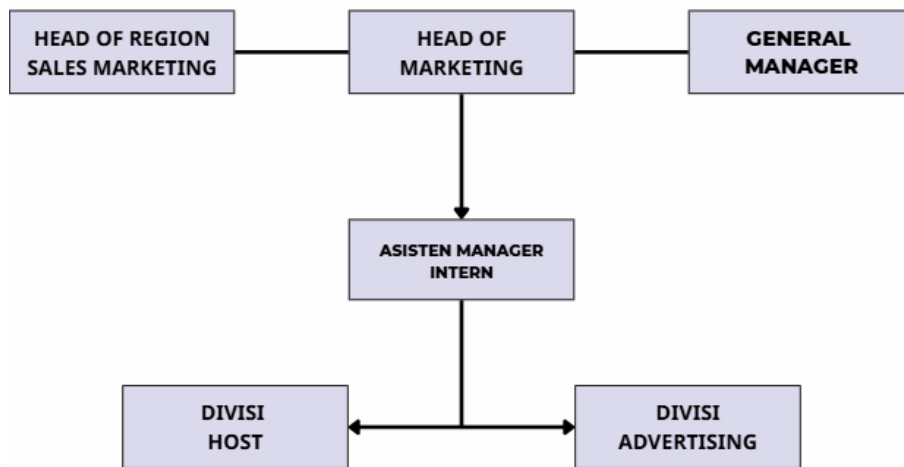 HEAD OF REGION
SALES MARKETING
HEAD OF
MARKETING
GENERAL
MANAGER
ASISTEN MANAGER
INTERN
DIVISI
HOST
DIVISI
ADVERTISING